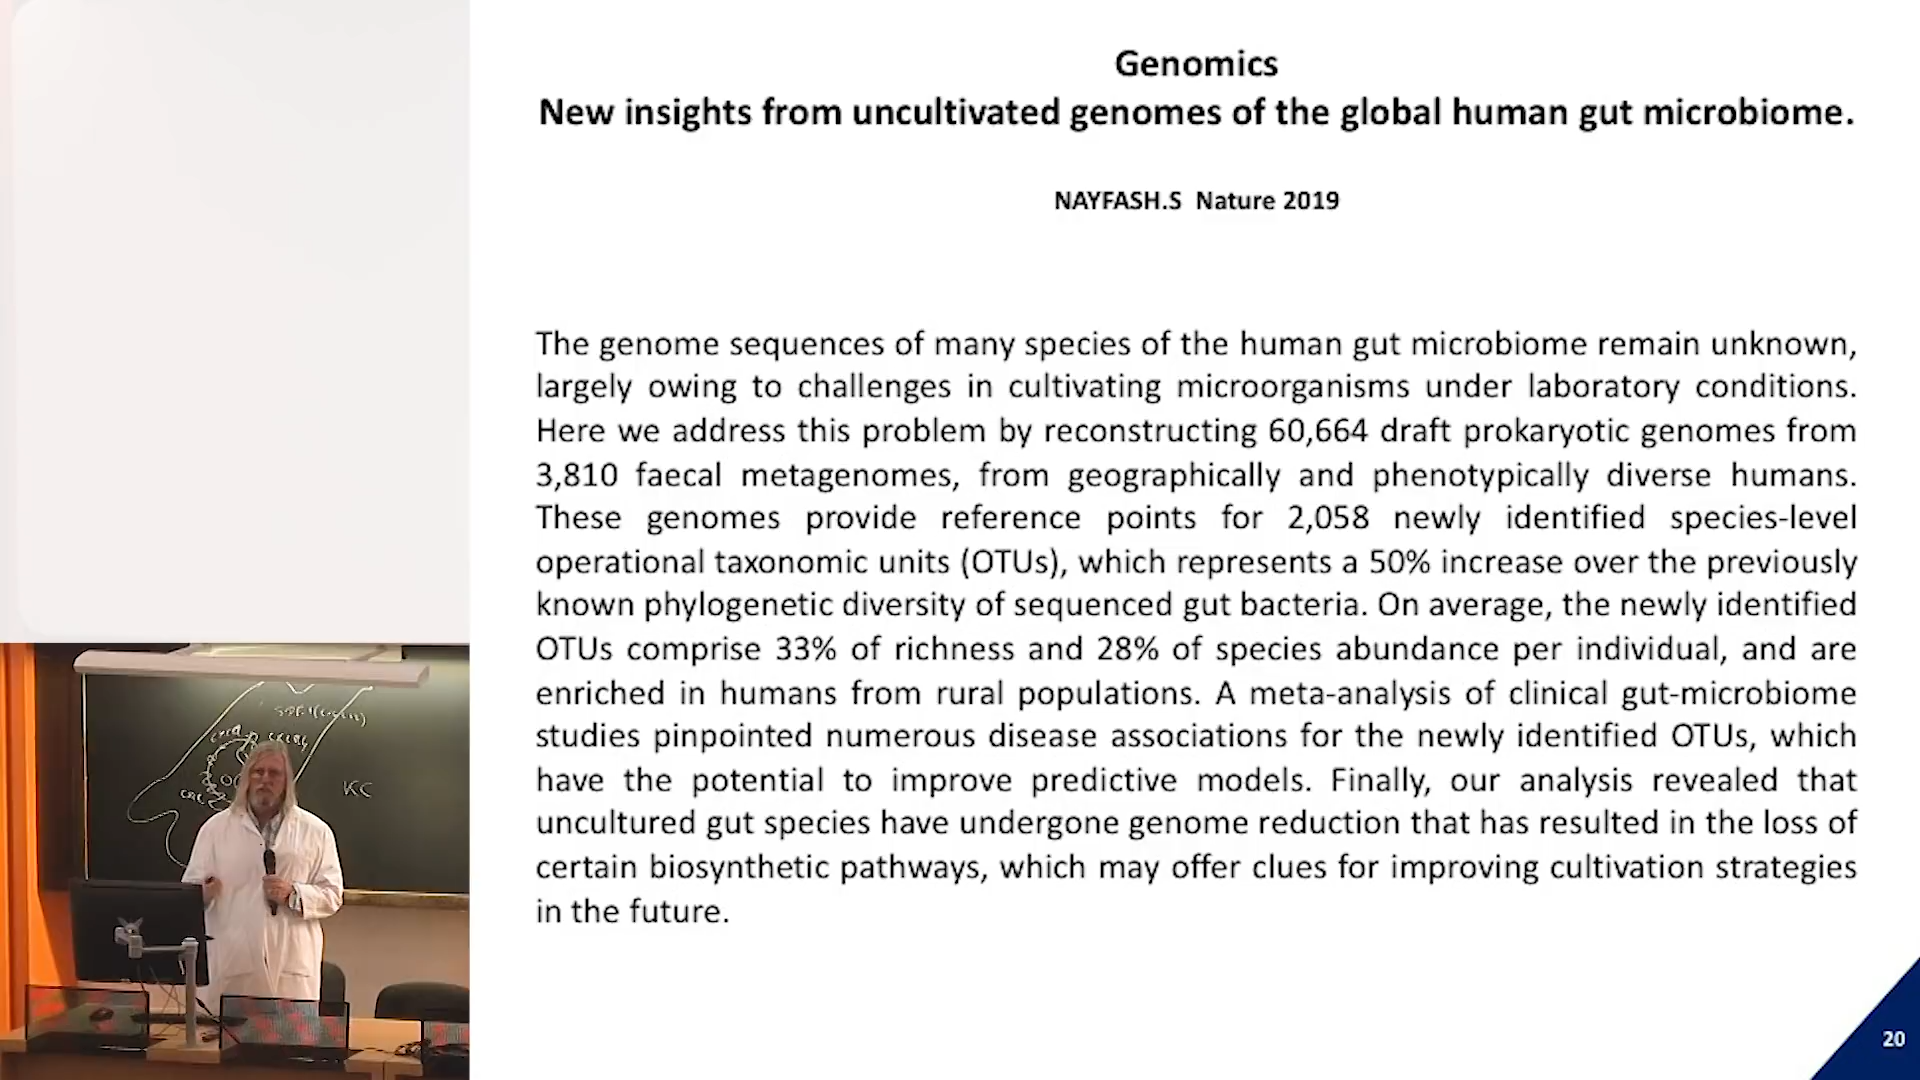 Genomics
New insights from uncultivated genomes of the global human gut microbiome.
NAYFASH.S Nature 2019
The genome sequences of many species of the human gut microbiome remain unknown,
largely owing to challenges in cultivating microorganisms under laboratory conditions.
Here we address this problem by reconstructing 60,664 draft prokaryotic genomes from
3,810 faecal metagenomes, from geographically and phenotypically diverse humans.
These genomes provide reference points for 2,058 newly identified species-level
operational taxonomic units (OTUs), which represents a 50% increase over the previously
known phylogenetic diversity of sequenced gut bacteria. On average, the newly identified
OTUs comprise 33% of richness and 28% of species abundance per individual, and are
enriched in humans from rural populations. A meta-analysis of clinical gut-microbiome
studies pinpointed numerous disease associations for the newly identified OTUs, which
have the potential to improve predictive models. Finally, our analysis revealed that
uncultured gut species have undergone genome reduction that has resulted in the loss of
certain biosynthetic pathways, which may offer clues for improving cultivation strategies
in the future.
KC
20